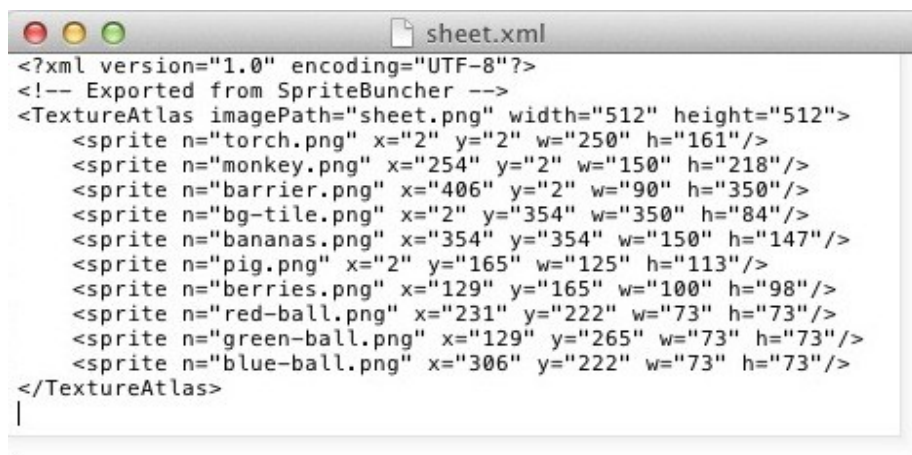 sheet.xml
<?xml version="1.0" encoding="UTF-8"?>
<!-- Exported from SpriteBuncher -->
<TextureAtlas imagePath="sheet.png" width="512" height="512">
    <sprite n="torch.png" x="2" y="2" w="250" h="161"/>
    <sprite n="monkey.png" x="254" y="2" w="150" h="218"/>
    <sprite n="barrier.png" x="406" y="2" w="90" h="350"/>
    <sprite n="bg-tile.png" x="2" y="354" w="350" h="84"/>
    <sprite n="bananas.png" x="354" y="354" w="150" h="147"/>
    <sprite n="pig.png" x="2" y="165" w="125" h="113"/>
    <sprite n="berries.png" x="129" y="165" w="100" h="98"/>
    <sprite n="red-ball.png" x="231" y="222" w="73" h="73"/>
    <sprite n="green-ball.png" x="129" y="265" w="73" h="73"/>
    <sprite n="blue-ball.png" x="306" y="222" w="73" h="73"/>
</TextureAtlas>